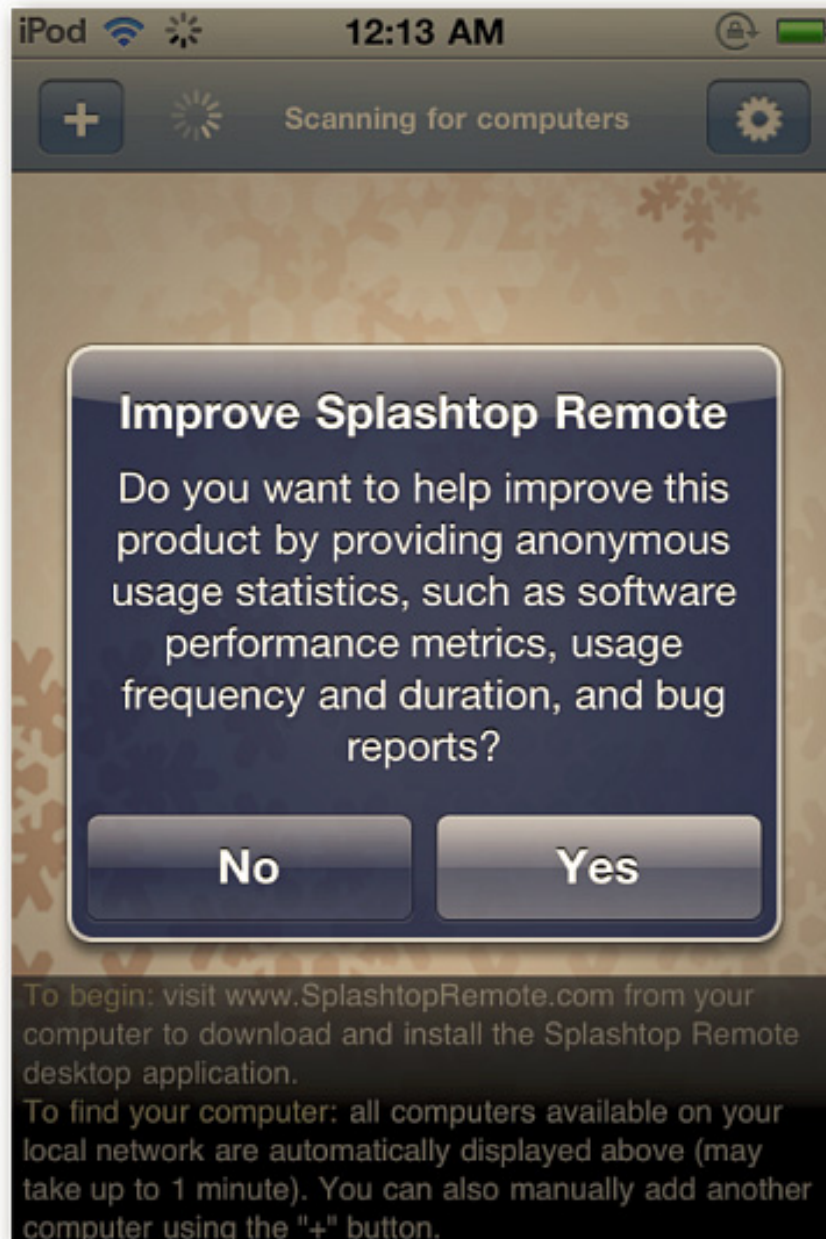 iPod 12:13 AM
+ Scanning for computers
Improve Splashtop Remote
Do you want to help improve this
product by providing anonymous
usage statistics, such as software
performance metrics, usage
frequency and duration, and bug
reports?
No Yes
To begin: visit www.SplashtopRemote.com from your
computer to download and install the Splashtop Remote
desktop application.
To find your computer: all computers available on your
local network are automatically displayed above (may
take up to 1 minute). You can also manually add another
computer using the "+" button.